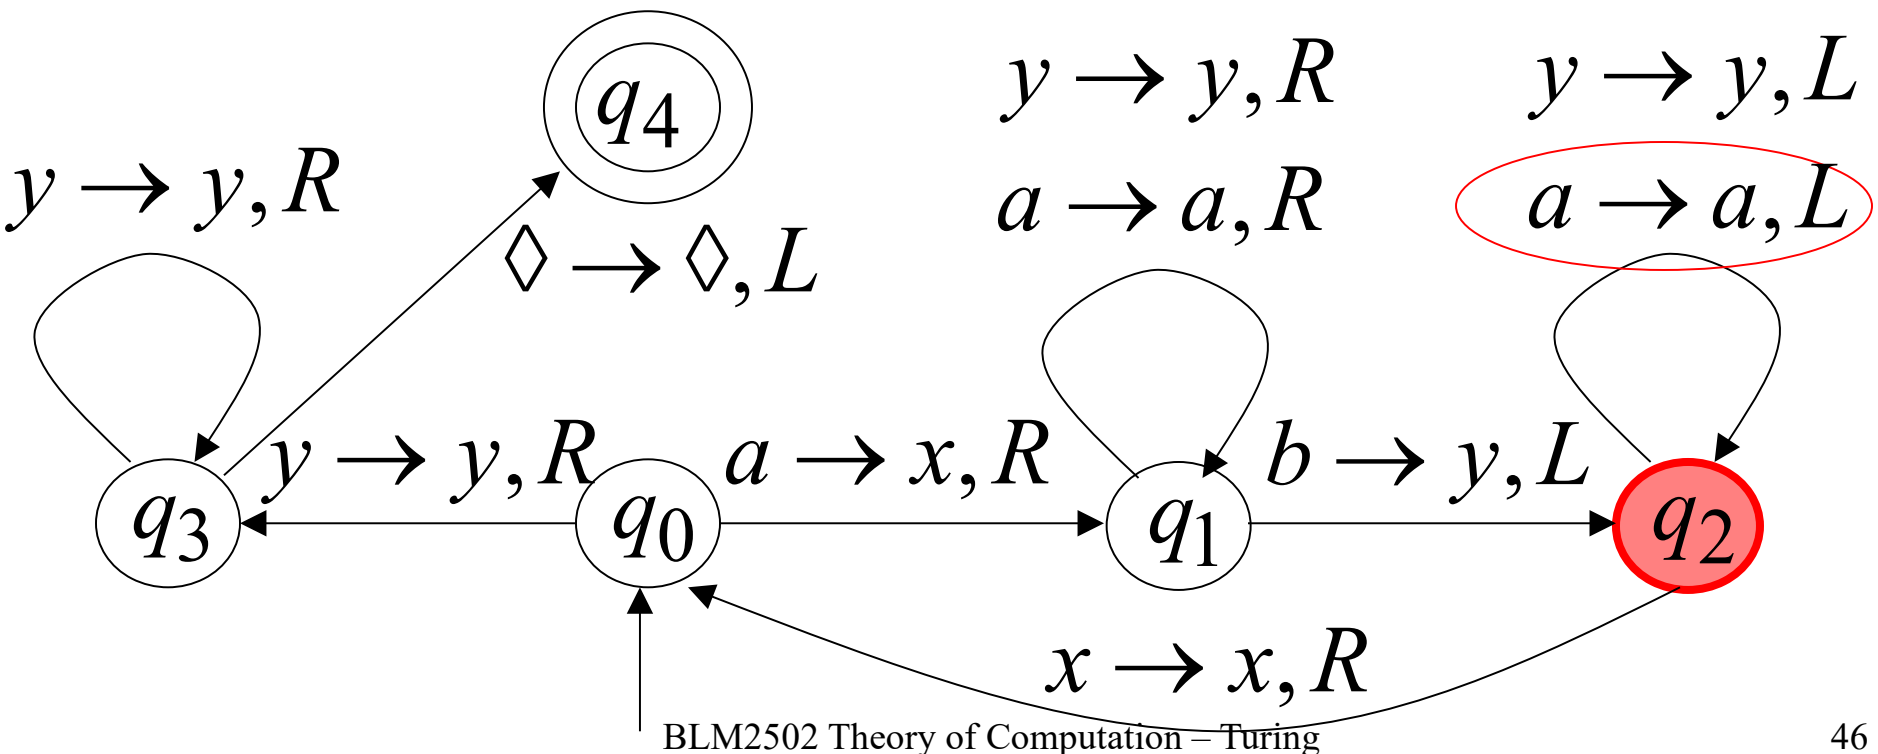 q4
y → y, R
y → y, L
y → y, R
a → a, R
a → a, L
◊ → ◊, L
y → y, R
a → x, R
b → y, L
q3
q0
q1
q2
x → x, R
BLM2502 Theory of Computation – Turing
46